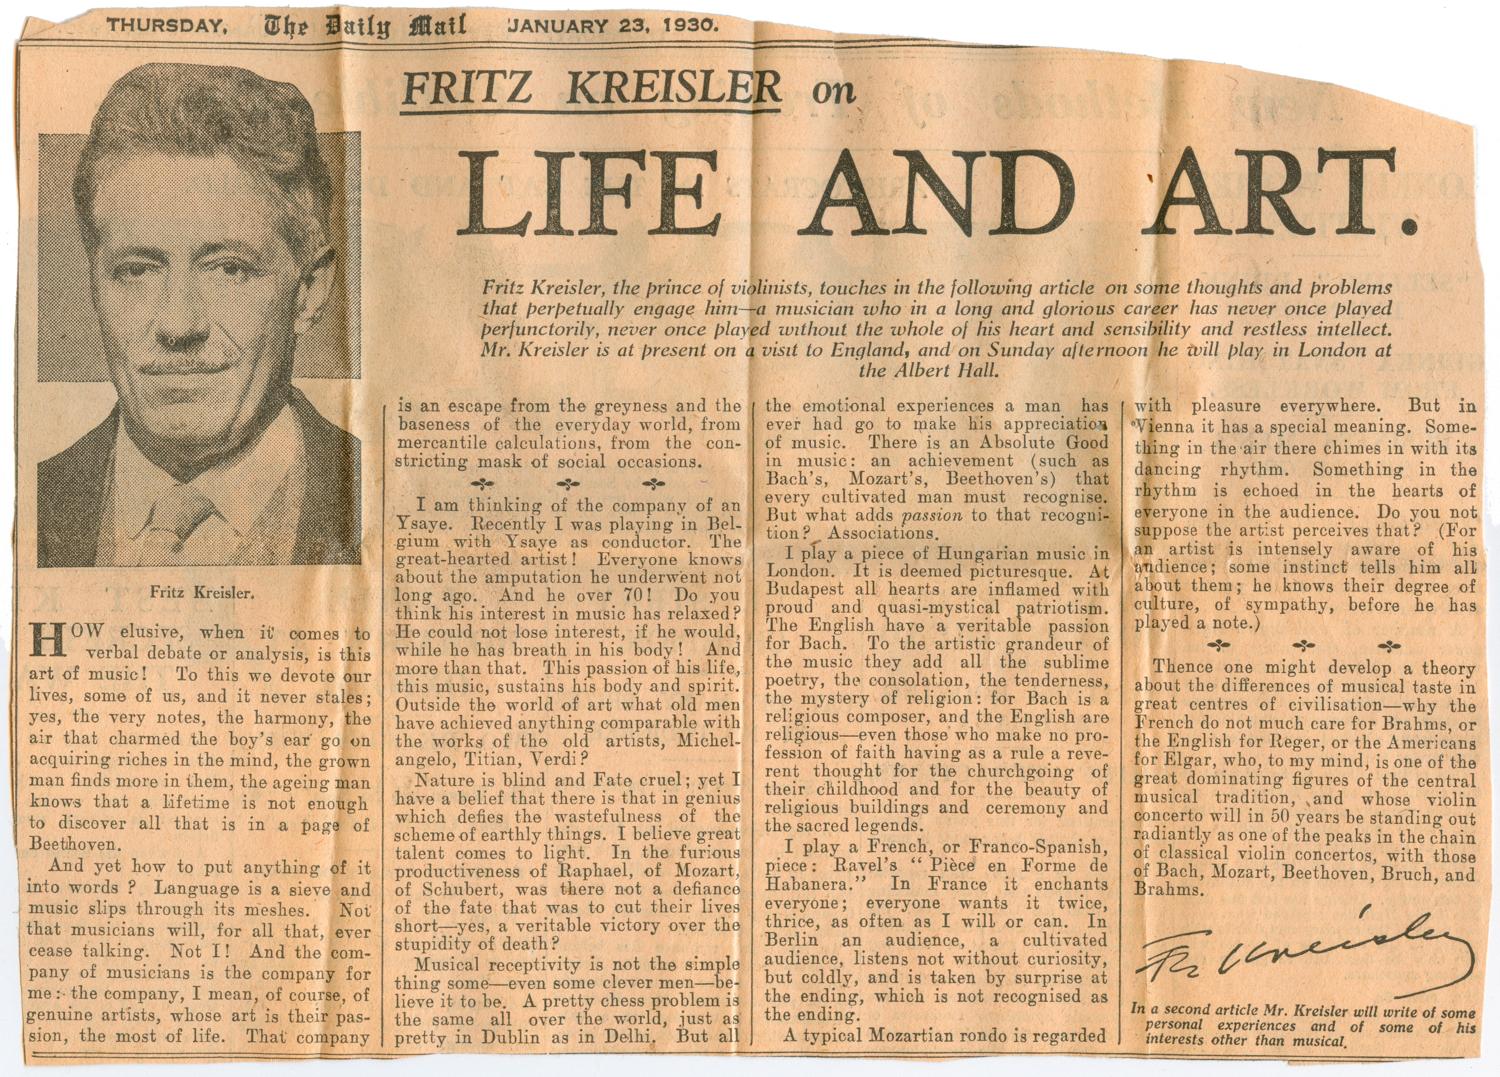 THURSDAY, The Daily Mail JANUARY 23, 1930.
FRITZ KREISLER on
LIFE AND ART.
Fritz Kreisler, the prince of violinists, touches in the following article on some thoughts and problems
that perpetually engage him—a musician who in a long and glorious career has never once played
perfunctorily, never once played without the whole of his heart and sensibility and restless intellect.
Mr. Kreisler is at present on a visit to England, and on Sunday afternoon he will play in London at
the Albert Hall.
Fritz Kreisler.
HOW elusive, when it comes to
verbal debate or analysis, is this
art of music! To this we devote our
lives, some of us, and it never stales;
yes, the very notes, the harmony, the
air that charmed the boy's ear go on
acquiring riches in the mind, the grown
man finds more in them, the ageing man
knows that a lifetime is not enough
to discover all that is in a page of
Beethoven.
And yet how to put anything of it
into words? Language is a sieve and
music slips through its meshes. Not
that musicians will, for all that, ever
cease talking. Not I! And the com-
pany of musicians is the company for
me: the company, I mean, of course, of
genuine artists, whose art is their pas-
sion, the most of life. That company
is an escape from the greyness and the
baseness of the everyday world, from
mercantile calculations, from the con-
stricting mask of social occasions.
I am thinking of the company of an
Ysaye. Recently I was playing in Bel-
gium with Ysaye as conductor. The
great-hearted artist! Everyone knows
about the amputation he underwent not
long ago. And he over 70! Do you
think his interest in music has relaxed?
He could not lose interest, if he would,
while he has breath in his body! And
more than that. This passion of his life,
this music, sustains his body and spirit.
Outside the world of art what old men
have achieved anything comparable with
the works of the old artists, Michel-
angelo, Titian, Verdi?
Nature is blind and Fate cruel; yet I
have a belief that there is that in genius
which defies the wastefulness of the
scheme of earthly things. I believe great
talent comes to light. In the furious
productiveness of Raphael, of Mozart,
of Schubert, was there not a defiance
of the fate that was to cut their lives
short—yes, a veritable victory over the
stupidity of death?
Musical receptivity is not the simple
thing some—even some clever men—be-
lieve it to be. A pretty chess problem is
the same all over the world, just as
pretty in Dublin as in Delhi. But all
the emotional experiences a man has
ever had go to make his appreciation
of music. There is an Absolute Good
in music: an achievement (such as
Bach's, Mozart's, Beethoven's) that
every cultivated man must recognise.
But what adds passion to that recogni-
tion? Associations.
I play a piece of Hungarian music in
London. It is deemed picturesque. At
Budapest all hearts are inflamed with
proud and quasi-mystical patriotism.
The English have a veritable passion
for Bach. To the artistic grandeur of
the music they add all the sublime
poetry, the consolation, the tenderness,
the mystery of religion: for Bach is a
religious composer, and the English are
religious—even those who make no pro-
fession of faith having as a rule a reve-
rent thought for the churchgoing of
their childhood and for the beauty of
religious buildings and ceremony and
the sacred legends.
I play a French, or Franco-Spanish,
piece: Ravel's "Pièce en Forme de
Habanera." In France it enchants
everyone; everyone wants it twice,
thrice, as often as I will or can. In
Berlin an audience, a cultivated
audience, listens not without curiosity,
but coldly, and is taken by surprise at
the ending, which is not recognised as
the ending.
A typical Mozartian rondo is regarded
with pleasure everywhere. But in
Vienna it has a special meaning. Some-
thing in the air there chimes in with its
dancing rhythm. Something in the
rhythm is echoed in the hearts of
everyone in the audience. Do you not
suppose the artist perceives that? (For
an artist is intensely aware of his
audience; some instinct tells him all
about them; he knows their degree of
culture, of sympathy, before he has
played a note.)
Thence one might develop a theory
about the differences of musical taste in
great centres of civilisation—why the
French do not much care for Brahms, or
the English for Reger, or the Americans
for Elgar, who, to my mind, is one of the
great dominating figures of the central
musical tradition, and whose violin
concerto will in 50 years be standing out
radiantly as one of the peaks in the chain
of classical violin concertos, with those
of Bach, Mozart, Beethoven, Bruch, and
Brahms.
Fr Kreisler
In a second article Mr. Kreisler will write of some
personal experiences and of some of his
interests other than musical.